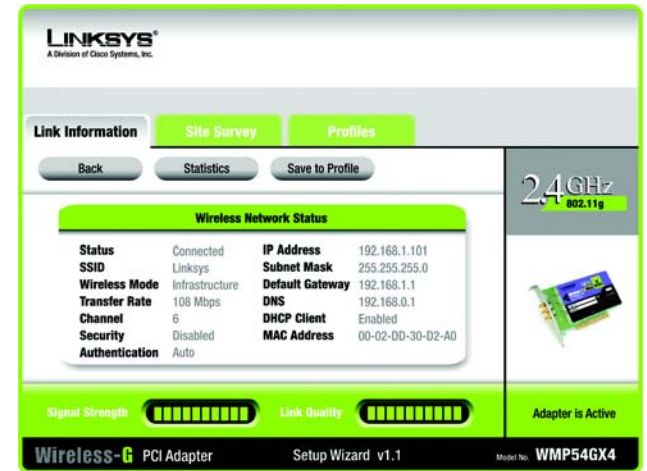 LINKSYS®
A Division of Cisco Systems, Inc.
Link Information Site Survey Profiles
Back Statistics Save to Profile
2.4GHz
802.11g
Wireless Network Status
Status Connected IP Address 192.168.1.101
SSID Linksys Subnet Mask 255.255.255.0
Wireless Mode Infrastructure Default Gateway 192.168.1.1
Transfer Rate 108 Mbps DNS 192.168.0.1
Channel 6 DHCP Client Enabled
Security Disabled MAC Address 00-02-DD-30-D2-A0
Authentication Auto
Signal Strength Link Quality Adapter is Active
Wireless-G PCI Adapter Setup Wizard v1.1 Model No. WMP54GX4